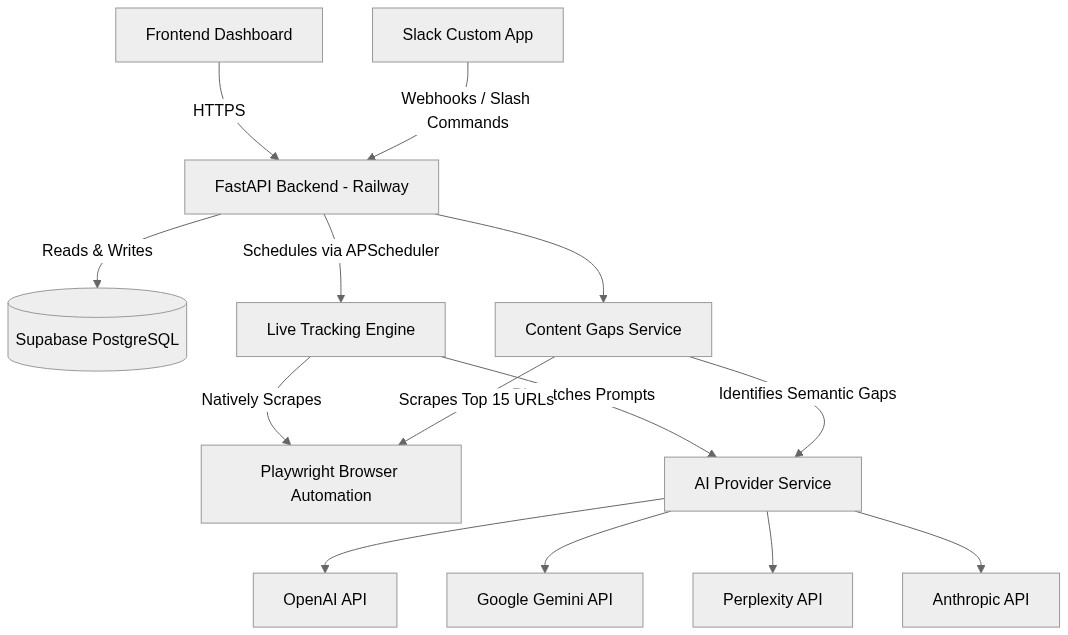 Frontend Dashboard
Slack Custom App
HTTPS
Webhooks / Slash
Commands
FastAPI Backend - Railway
Reads & Writes
Schedules via APScheduler
Supabase PostgreSQL
Live Tracking Engine
Content Gaps Service
Natively Scrapes
Scrapes Top 15 URLs
Prompts
Identifies Semantic Gaps
Playwright Browser
Automation
AI Provider Service
OpenAI API
Google Gemini API
Perplexity API
Anthropic API